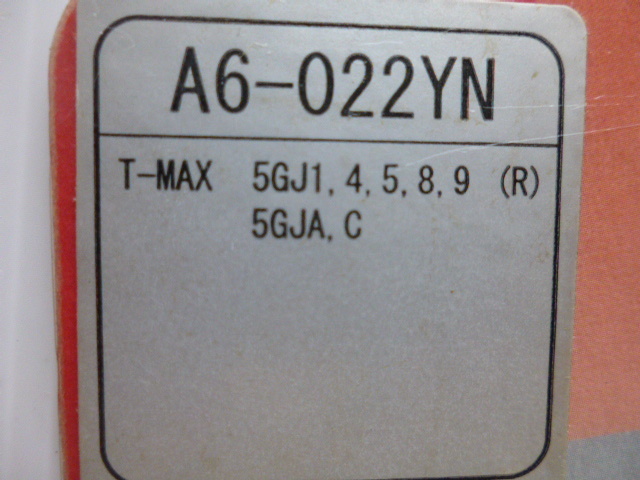 A6-022YN
T-MAX 5GJ1,4,5,8,9 (R)
5GJA,C